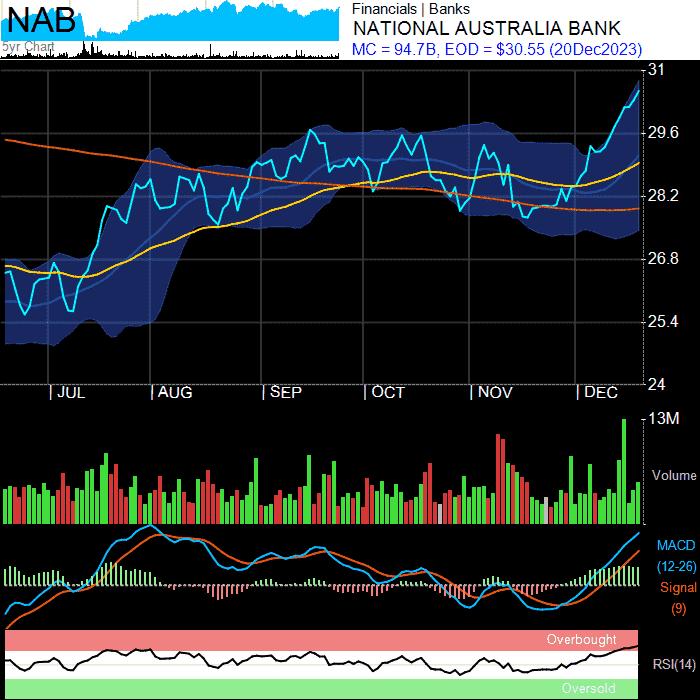 NAB
5yr Chart
Financials | Banks
NATIONAL AUSTRALIA BANK
MC = 94.7B, EOD = $30.55 (20Dec2023)
31
29.6
28.2
26.8
25.4
24
| JUL | AUG | SEP | OCT | NOV | DEC
13M
Volume
MACD
(12-26)
Signal
(9)
Overbought
RSI(14)
Oversold